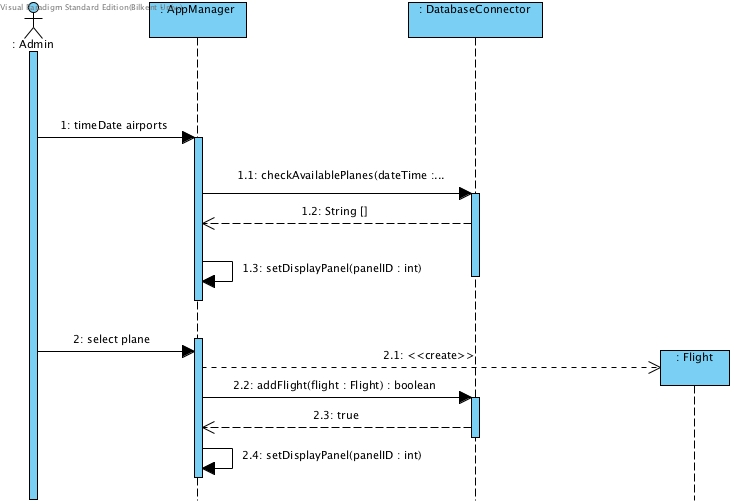 Visual Paradigm Standard Edition(Bilkent
: Admin
: AppManager
: DatabaseConnector
1: timeDate airports
1.1: checkAvailablePlanes(dateTime :...
1.2: String []
1.3: setDisplayPanel(panelID : int)
2: select plane
2.1: <<create>>
: Flight
2.2: addFlight(flight : Flight) : boolean
2.3: true
2.4: setDisplayPanel(panelID : int)